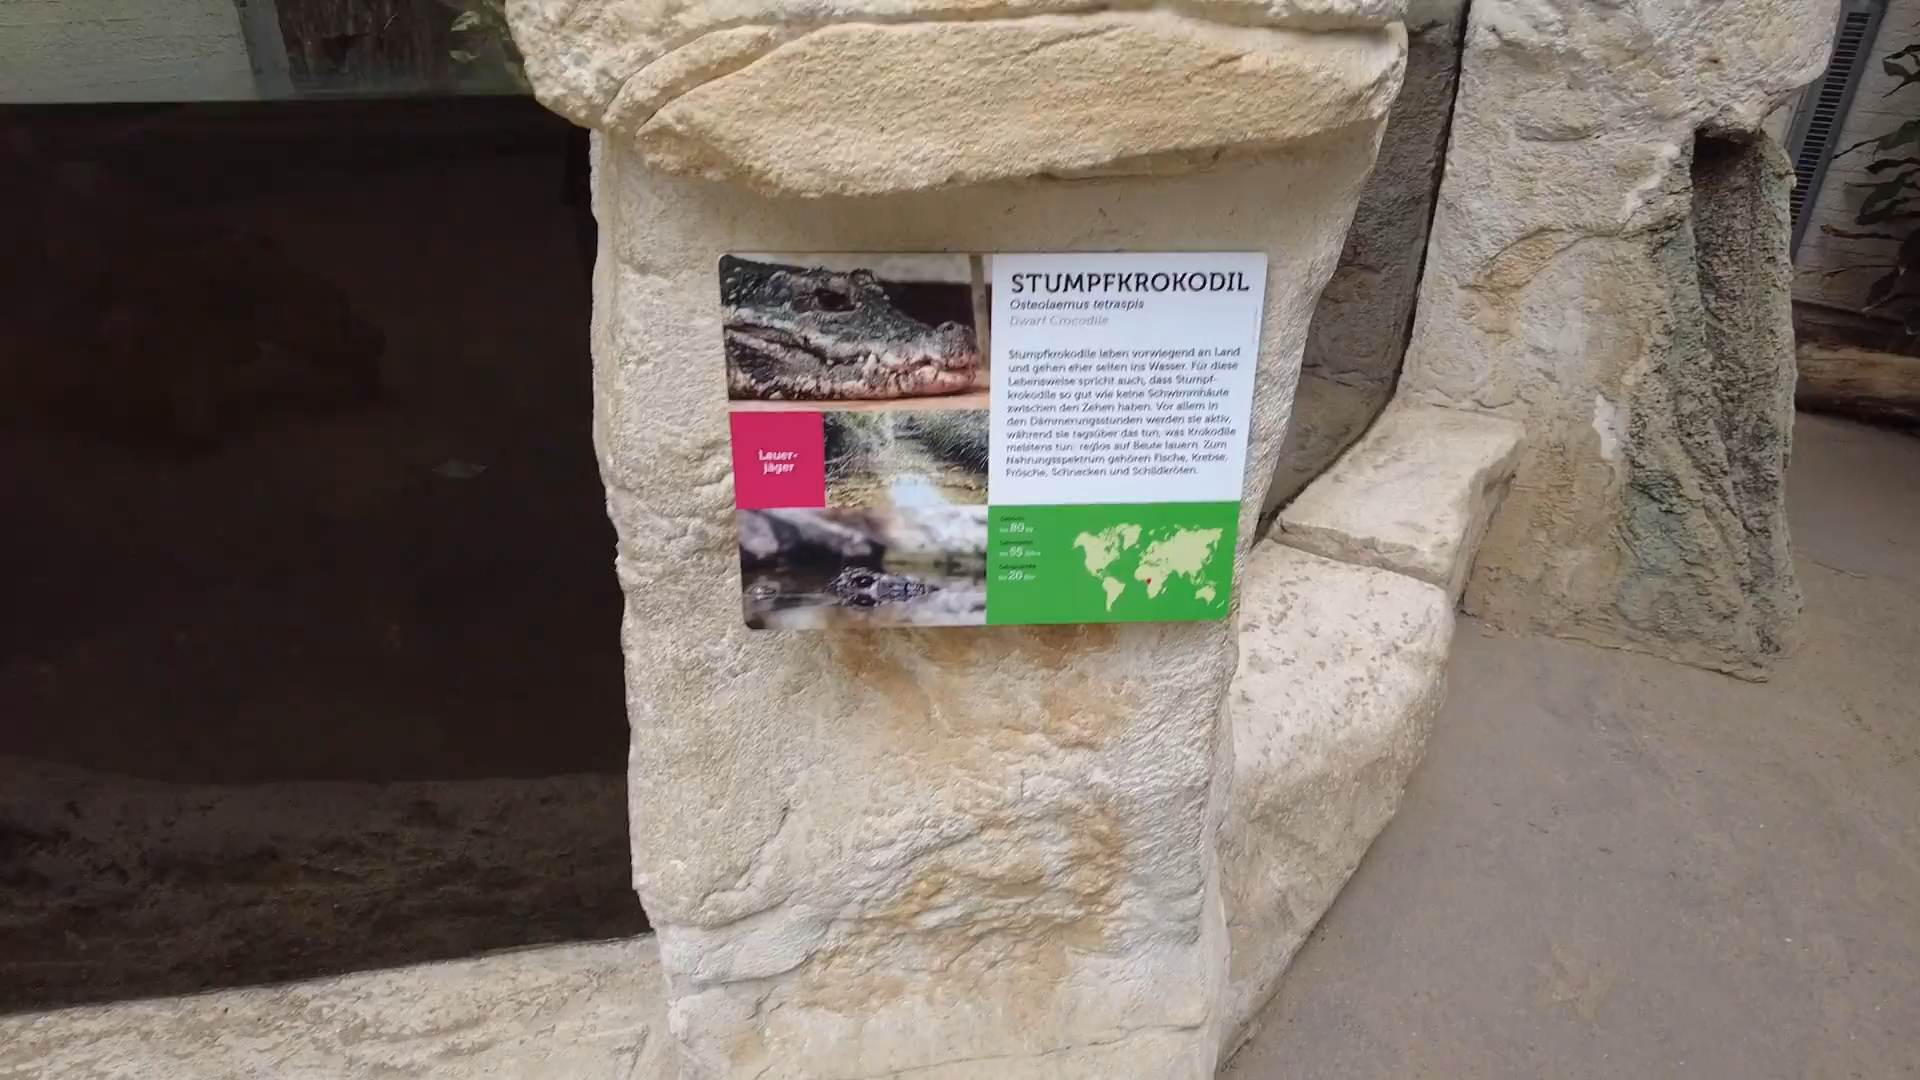 STUMPFKROKODIL
Osteolaemus tetraspis
Dwarf Crocodile
Stumpfkrokodile leben vorwiegend an Land
und gehen eher selten ins Wasser. Für diese
Lebensweise spricht auch, dass Stumpf-
krokodile so gut wie keine Schwimmhäute
zwischen den Zehen haben. Vor allem in
den Dämmerungsstunden werden sie aktiv,
während sie tagsüber das tun, was Krokodile
meistens tun: reglos auf Beute lauern. Zum
Nahrungsspektrum gehören Fische, Krebse,
Frösche, Schnecken und Schildkröten.
Lauer-
jäger
80
55
20